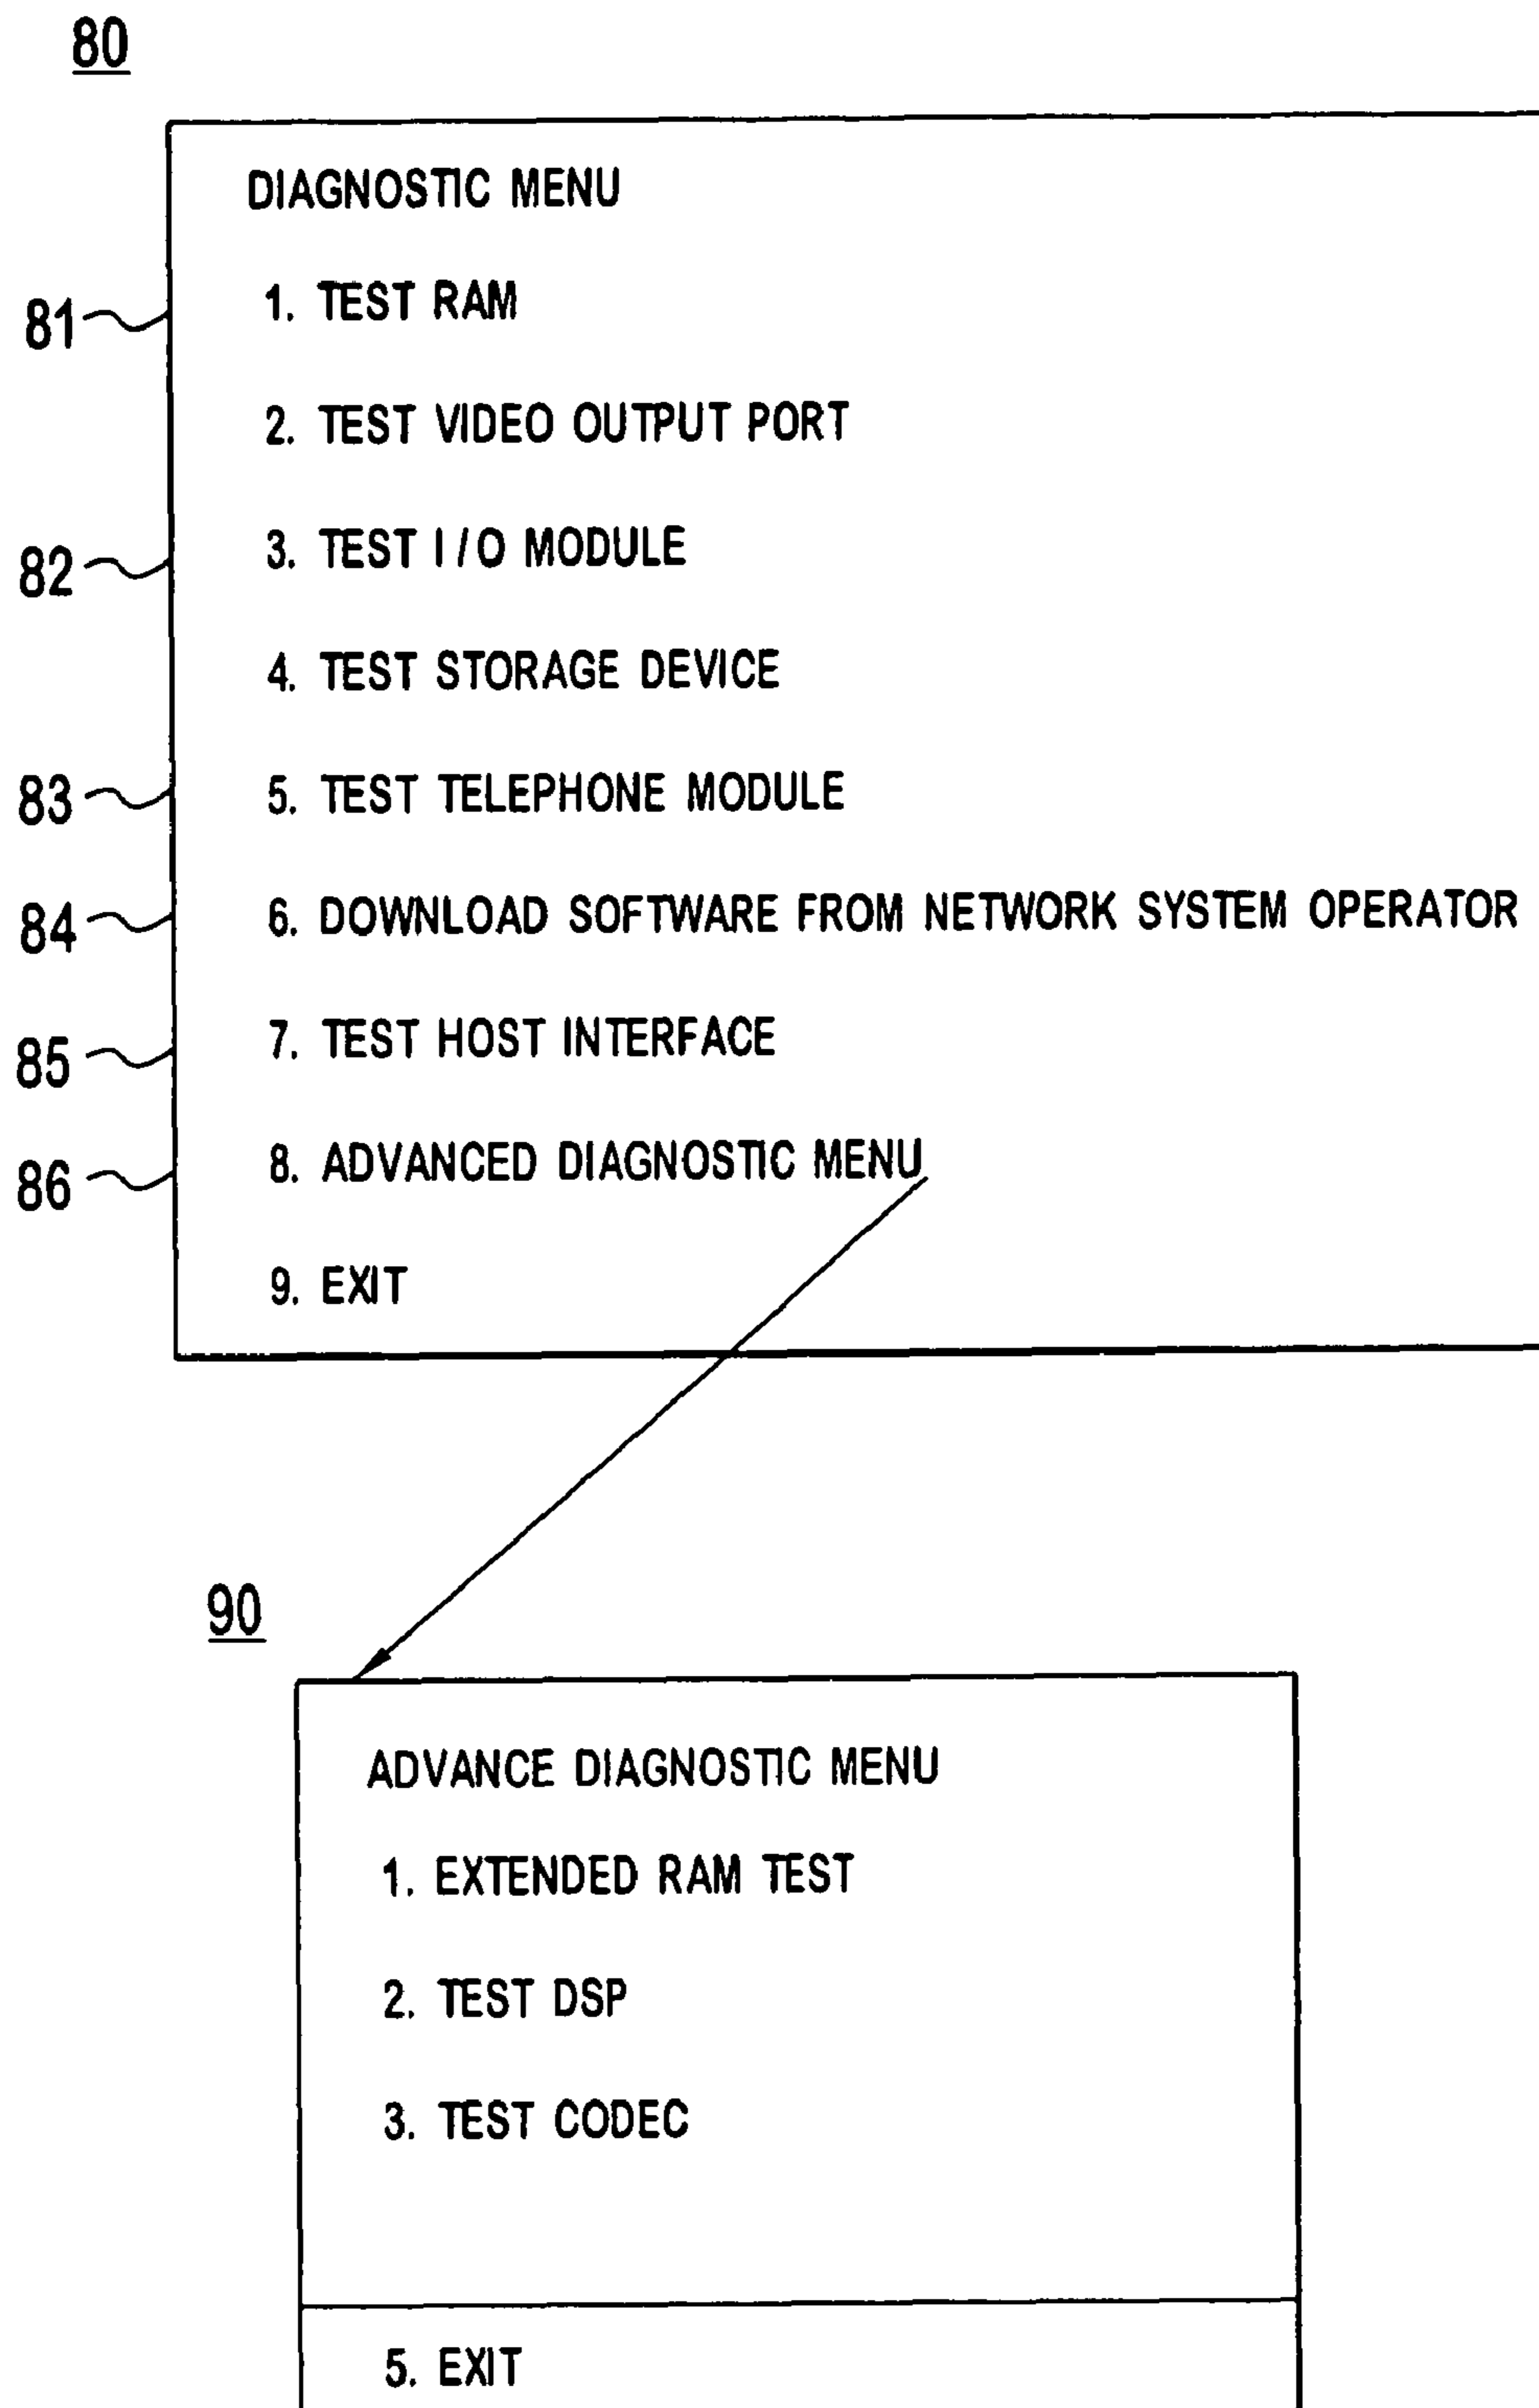 80
DIAGNOSTIC MENU
81
1. TEST RAM
2. TEST VIDEO OUTPUT PORT
82
3. TEST I/O MODULE
4. TEST STORAGE DEVICE
83
5. TEST TELEPHONE MODULE
84
6. DOWNLOAD SOFTWARE FROM NETWORK SYSTEM OPERATOR
85
7. TEST HOST INTERFACE
86
8. ADVANCED DIAGNOSTIC MENU
9. EXIT
90
ADVANCE DIAGNOSTIC MENU
1. EXTENDED RAM TEST
2. TEST DSP
3. TEST CODEC
5. EXIT